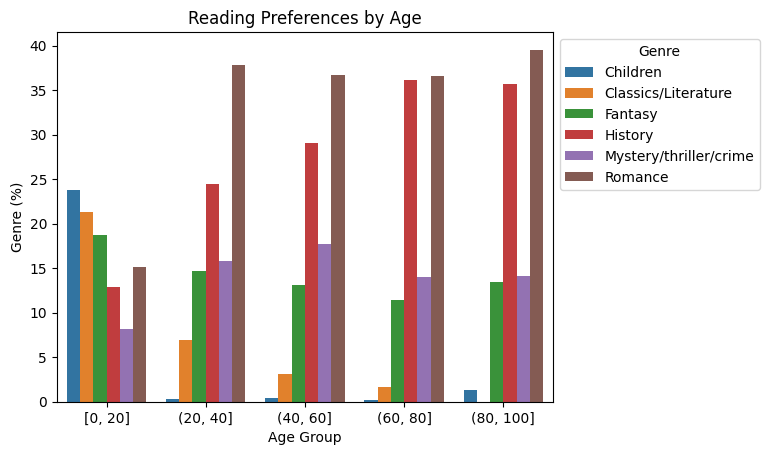 Reading Preferences by Age
Genre (%)
40
35
30
25
20
15
10
5
0
[0, 20]
(20, 40]
(40, 60]
(60, 80]
(80, 100]
Age Group
Genre
Children
Classics/Literature
Fantasy
History
Mystery/thriller/crime
Romance